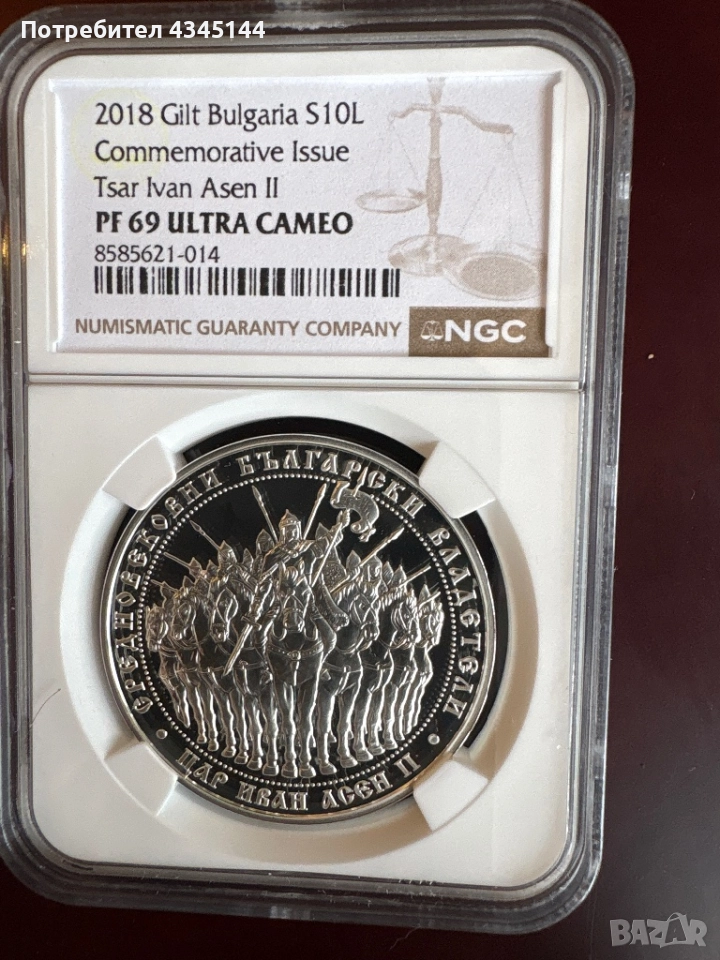 Потребител 4345144
2018 Gilt Bulgaria S10L
Commemorative Issue
Tsar Ivan Asen II
PF 69 ULTRA CAMEO
8585621-014
NUMISMATIC GUARANTY COMPANY
NGC
СРЕДНОВЕКОВНИ БЪЛГАРСКИ ВЛАДЕТЕЛИ
• ЦАР ИВАН АСЕН II •
BAZAR